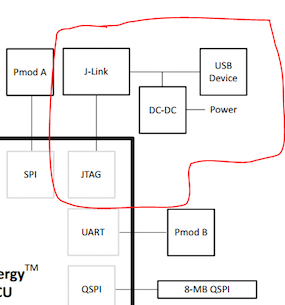 Pmod A
J-Link
USB
Device
DC-DC
Power
SPI
JTAG
UART
Pmod B
ergy™
CU
QSPI
8-MB QSPI